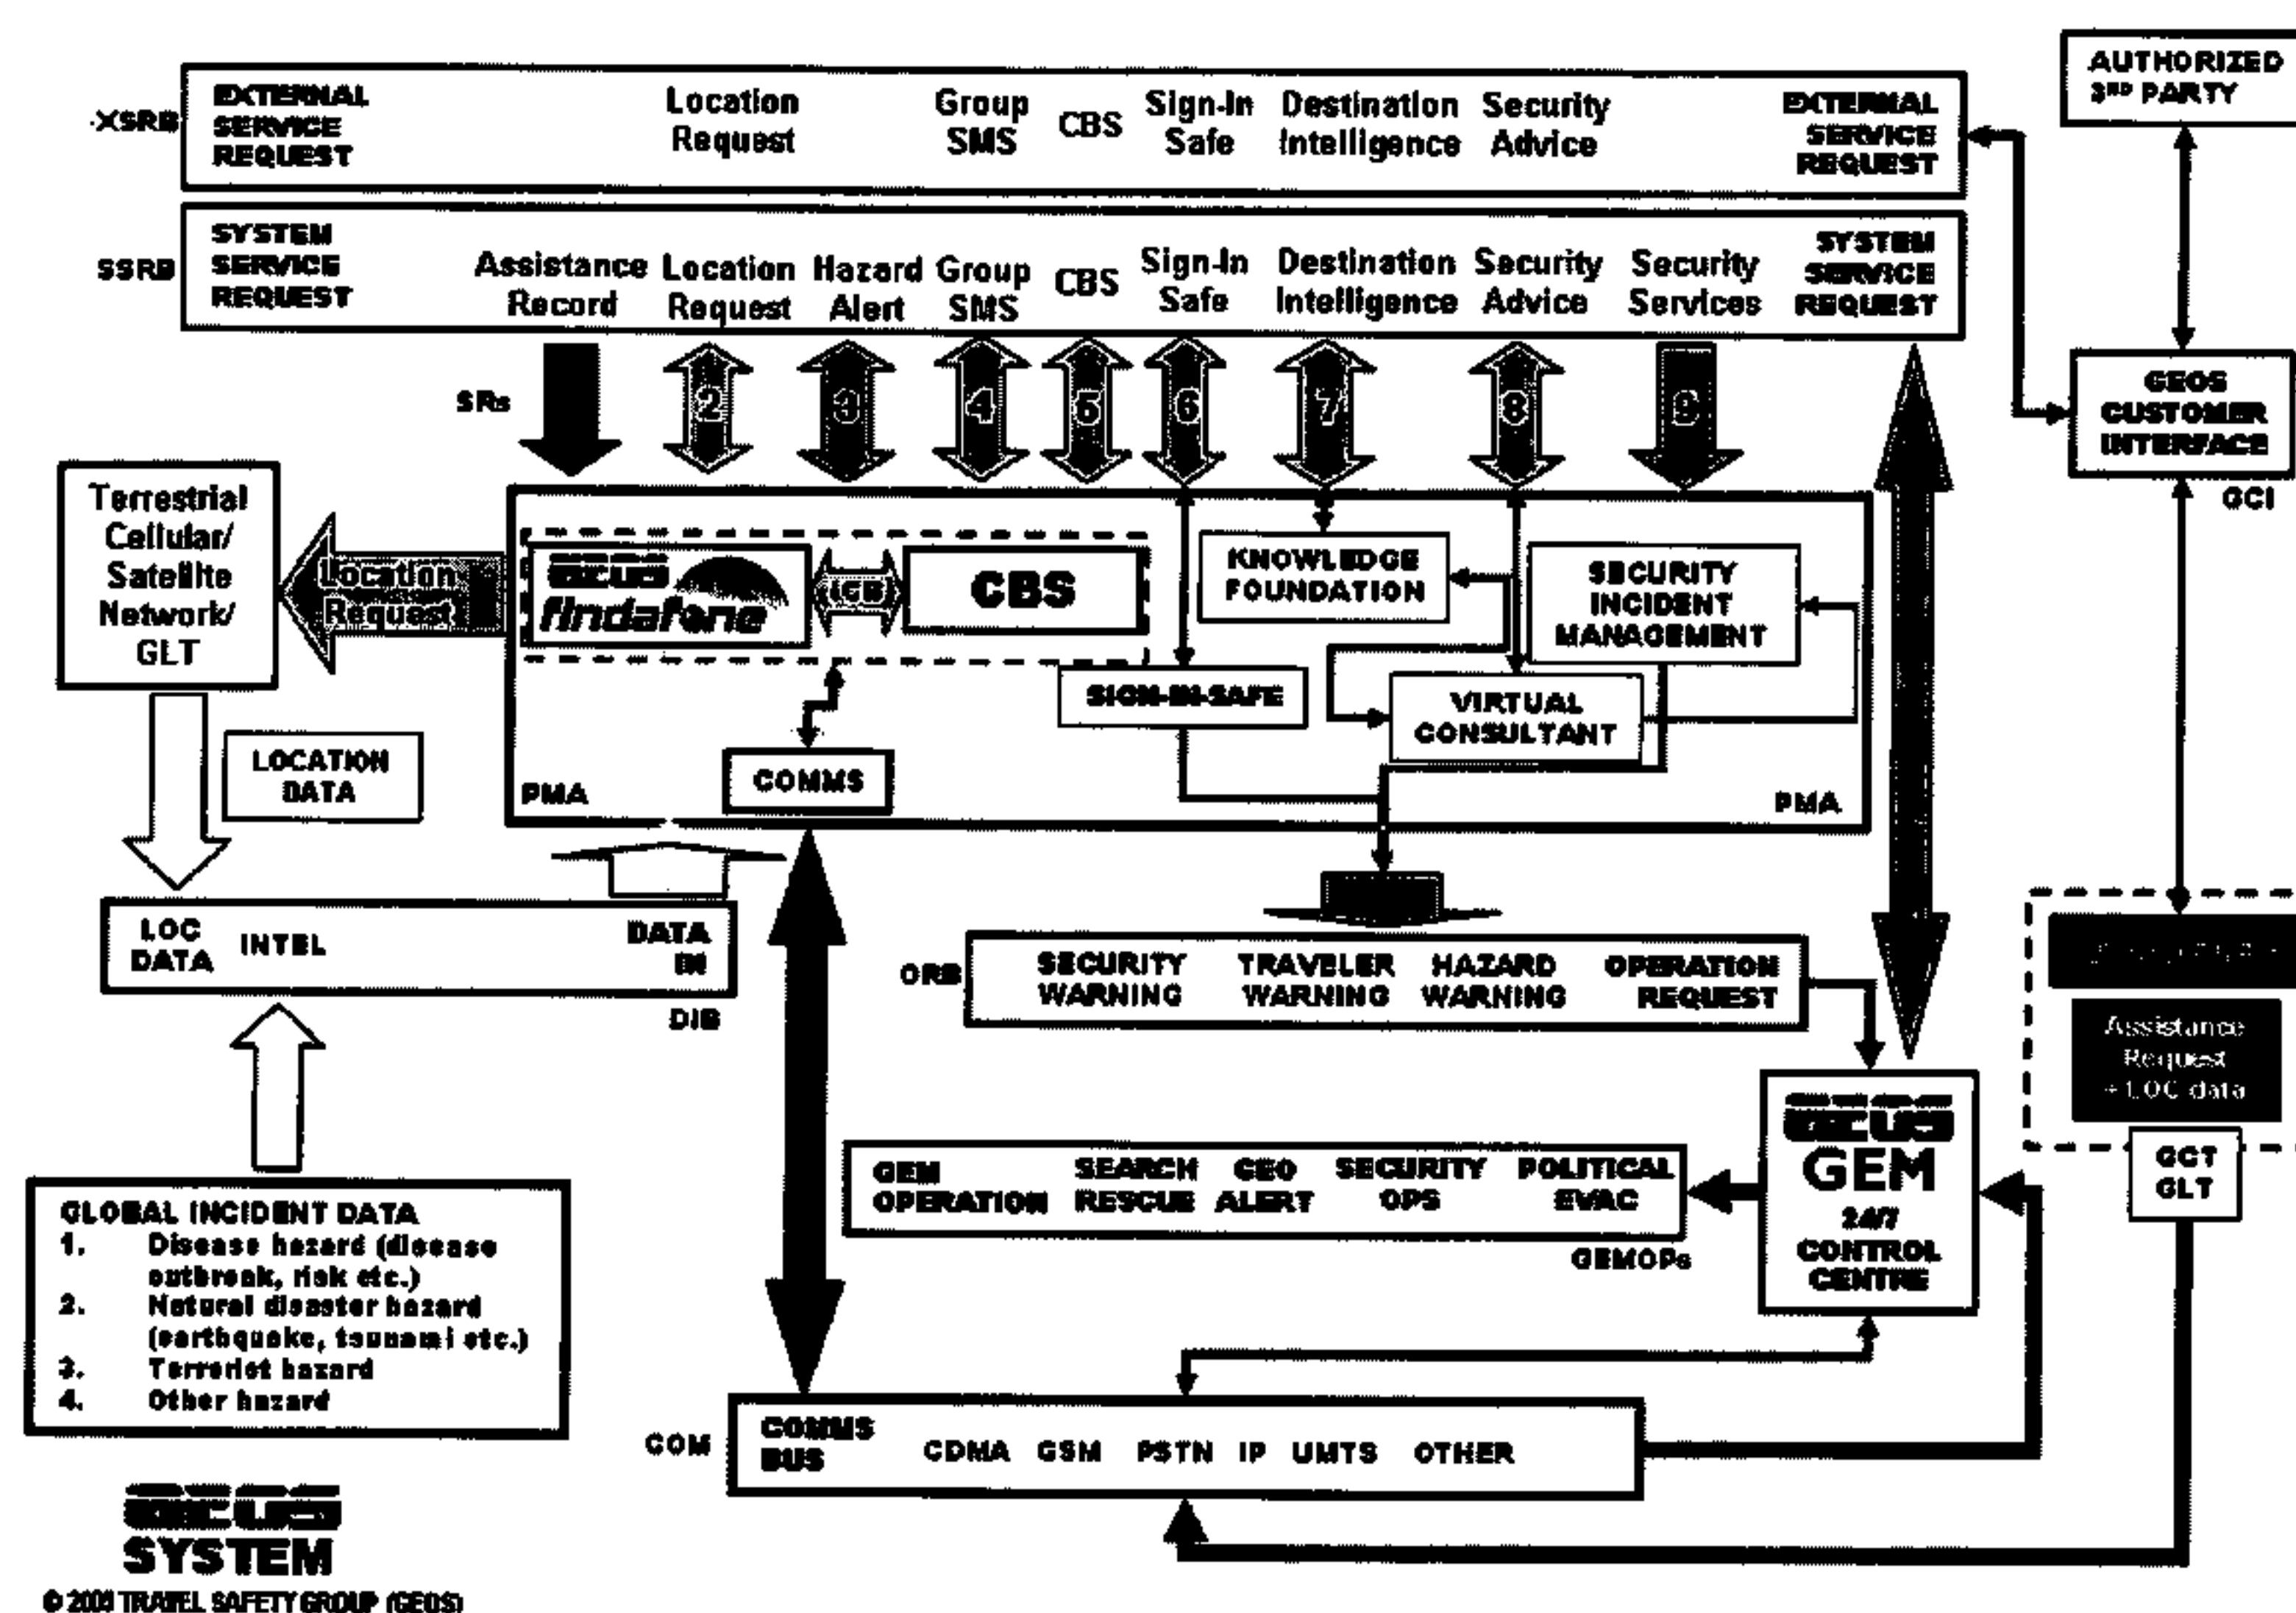 AUTHORIZED
3RD PARTY
XSRB
EXTERNAL
SERVICE
REQUEST
Location
Request
Group
SMS
CBS
Sign-In
Safe
Destination
Intelligence
Security
Advice
EXTERNAL
SERVICE
REQUEST
SSRB
SYSTEM
SERVICE
REQUEST
Assistance
Record
Location
Request
Hazard
Alert
Group
SMS
CBS
Sign-In
Safe
Destination
Intelligence
Security
Advice
Security
Services
SYSTEM
SERVICE
REQUEST
SRs
2
3
4
5
6
7
8
9
GEOS
CUSTOMER
INTERFACE
GCI
Terrestrial
Cellular/
Satellite
Network/
GLT
Location
Request
findafone
CBS
KNOWLEDGE
FOUNDATION
SECURITY
INCIDENT
MANAGEMENT
SIGN-IN-SAFE
VIRTUAL
CONSULTANT
COMMS
PMA
PMA
LOCATION
DATA
LOC
DATA
INTEL
DATA
IN
DIB
ORB
SECURITY
WARNING
TRAVELER
WARNING
HAZARD
WARNING
OPERATION
REQUEST
Assistance
Request
+LOC data
GCT
GLT
GEOS
GEM
24/7
CONTROL
CENTRE
GEM
OPERATION
SEARCH
RESCUE
GEO
ALERT
SECURITY
OPS
POLITICAL
EVAC
GEMOPs
GLOBAL INCIDENT DATA
1. Disease hazard (disease
outbreak, risk etc.)
2. Natural disaster hazard
(earthquake, tsunami etc.)
3. Terrorist hazard
4. Other hazard
COM
COMMS
BUS
CDMA
GSM
PSTN
IP
UMTS
OTHER
GEOS
SYSTEM
TRAVEL SAFETY GROUP (GEOS)